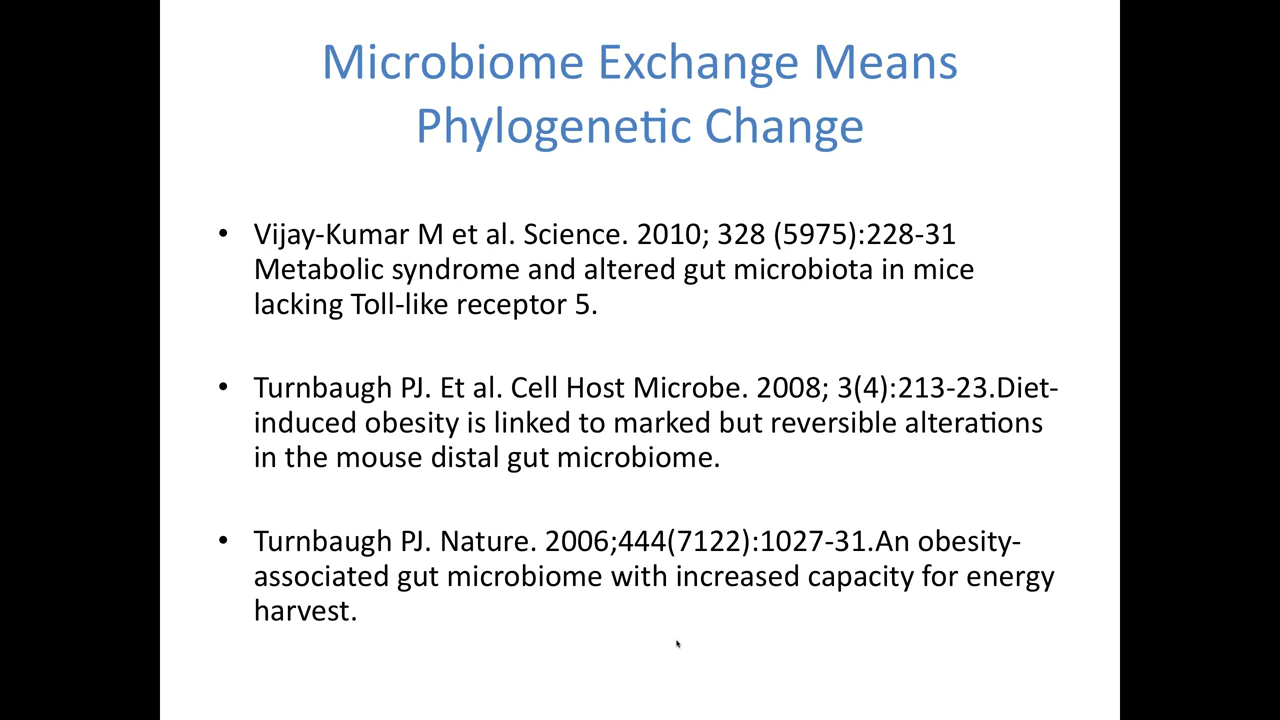 Microbiome Exchange Means
Phylogenetic Change
• Vijay-Kumar M et al. Science. 2010; 328 (5975):228-31
Metabolic syndrome and altered gut microbiota in mice
lacking Toll-like receptor 5.
• Turnbaugh PJ. Et al. Cell Host Microbe. 2008; 3(4):213-23.Diet-
induced obesity is linked to marked but reversible alterations
in the mouse distal gut microbiome.
• Turnbaugh PJ. Nature. 2006;444(7122):1027-31.An obesity-
associated gut microbiome with increased capacity for energy
harvest.